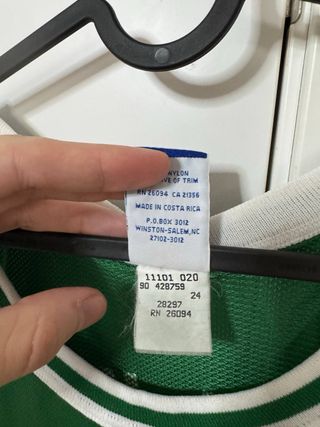 NYLON
OF TRIM
RN 26094 CA 21356
MADE IN COSTA RICA
P.O.BOX 3012
WINSTON-SALEM, NC
27102-3012
11101 020
90 428759
24
28297
RN 26094